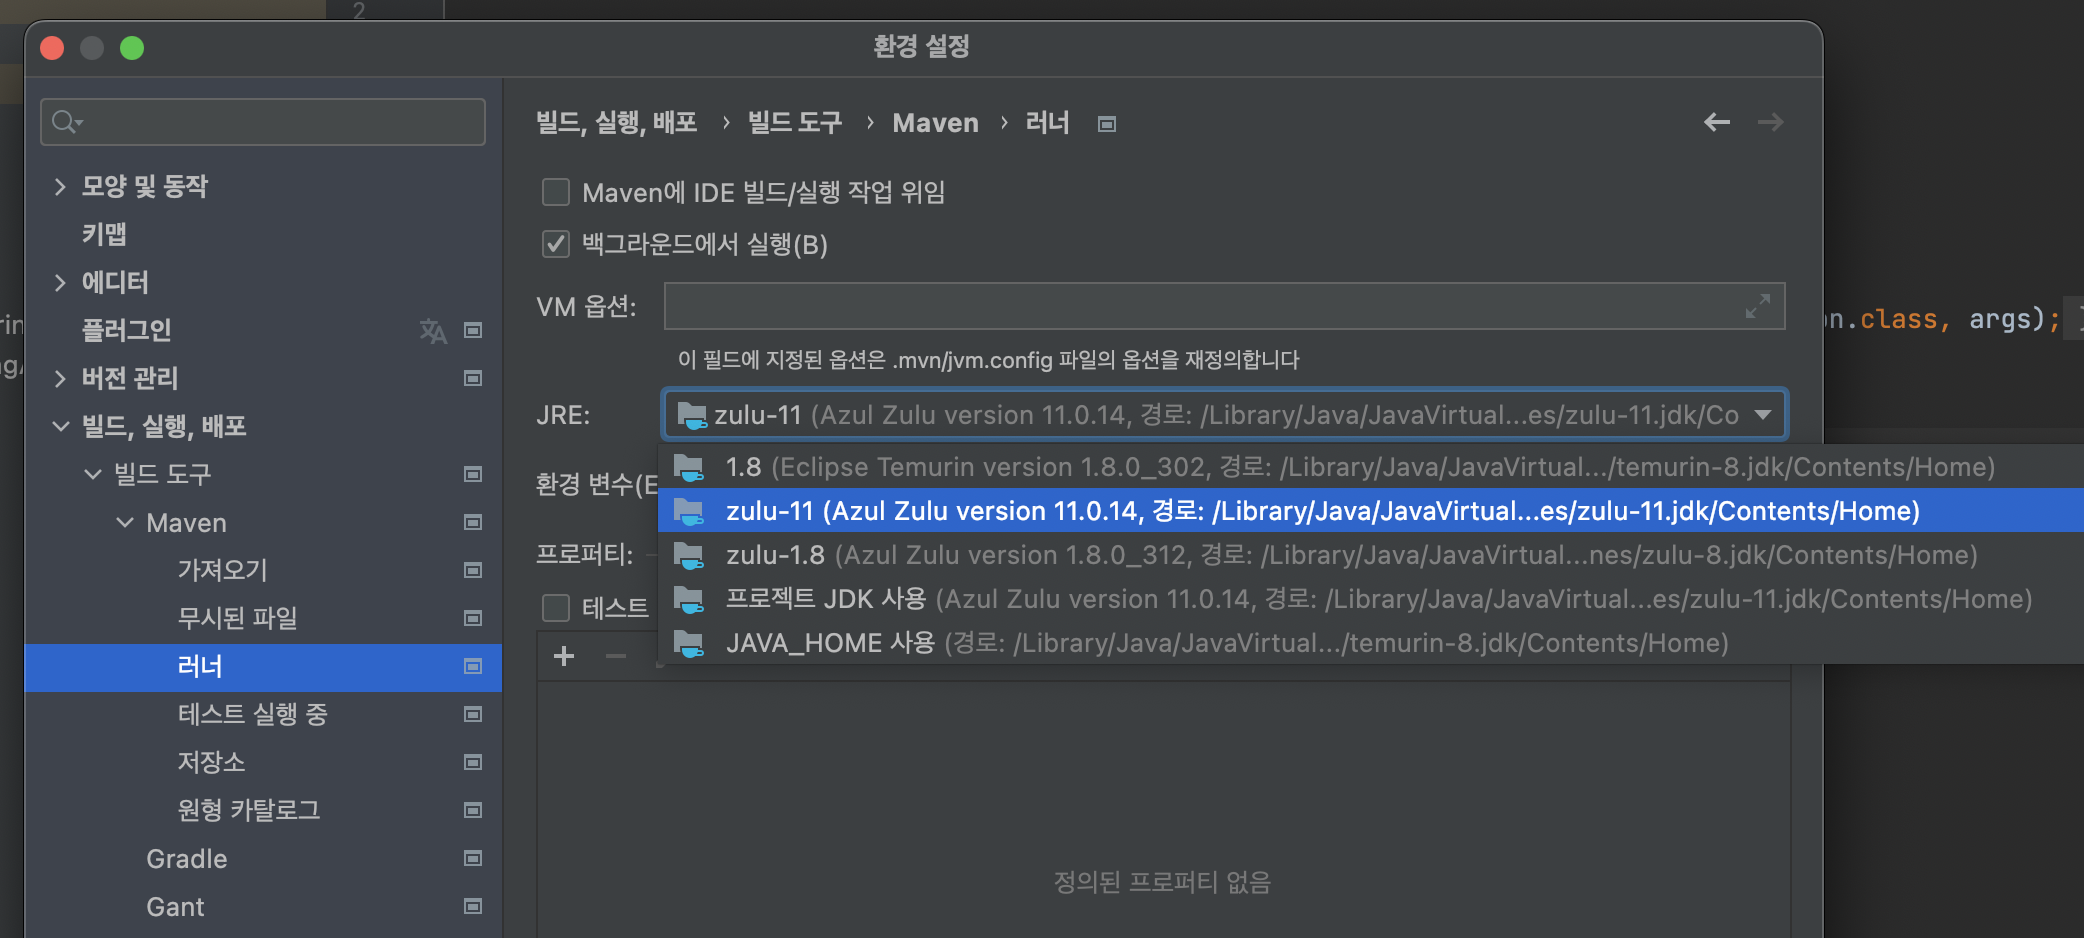 2
환경 설정
빌드, 실행, 배포 › 빌드 도구 › Maven › 러너
모양 및 동작
키맵
에디터
플러그인
버전 관리
빌드, 실행, 배포
빌드 도구
Maven
가져오기
무시된 파일
러너
테스트 실행 중
저장소
원형 카탈로그
Gradle
Gant
Maven에 IDE 빌드/실행 작업 위임
백그라운드에서 실행(B)
VM 옵션:
이 필드에 지정된 옵션은 .mvn/jvm.config 파일의 옵션을 재정의합니다
JRE: zulu-11 (Azul Zulu version 11.0.14, 경로: /Library/Java/JavaVirtual...es/zulu-11.jdk/Co
1.8 (Eclipse Temurin version 1.8.0_302, 경로: /Library/Java/JavaVirtual.../temurin-8.jdk/Contents/Home)
환경 변수(E
zulu-11 (Azul Zulu version 11.0.14, 경로: /Library/Java/JavaVirtual...es/zulu-11.jdk/Contents/Home)
프로퍼티:
zulu-1.8 (Azul Zulu version 1.8.0_312, 경로: /Library/Java/JavaVirtual...nes/zulu-8.jdk/Contents/Home)
테스트
프로젝트 JDK 사용 (Azul Zulu version 11.0.14, 경로: /Library/Java/JavaVirtual...es/zulu-11.jdk/Contents/Home)
JAVA_HOME 사용 (경로: /Library/Java/JavaVirtual.../temurin-8.jdk/Contents/Home)
정의된 프로퍼티 없음
n.class, args);